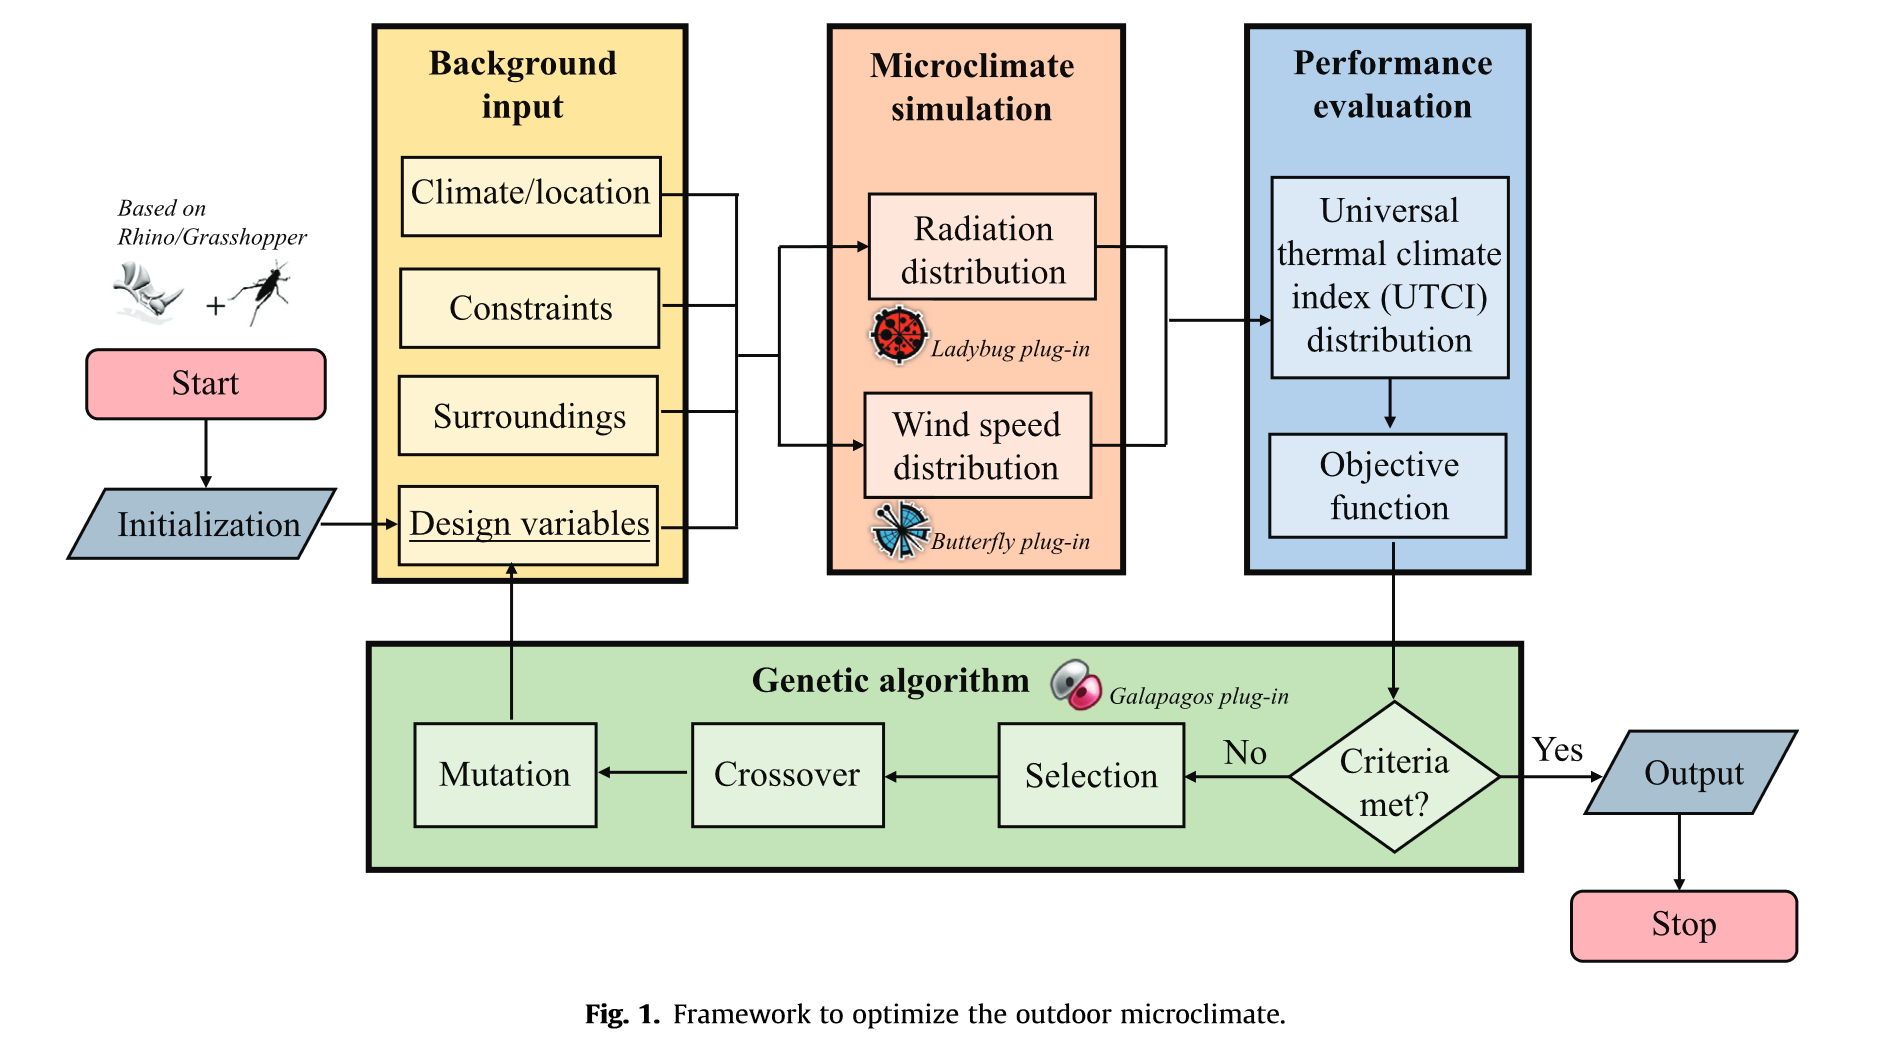 Background
input
Climate/location
Constraints
Surroundings
Design variables
Based on
Rhino/Grasshopper
+
Start
Initialization
Microclimate
simulation
Radiation
distribution
Ladybug plug-in
Wind speed
distribution
Butterfly plug-in
Performance
evaluation
Universal
thermal climate
index (UTCI)
distribution
Objective
function
Genetic algorithm
Galapagos plug-in
Mutation
Crossover
Selection
No
Criteria
met?
Yes
Output
Stop
Fig. 1. Framework to optimize the outdoor microclimate.